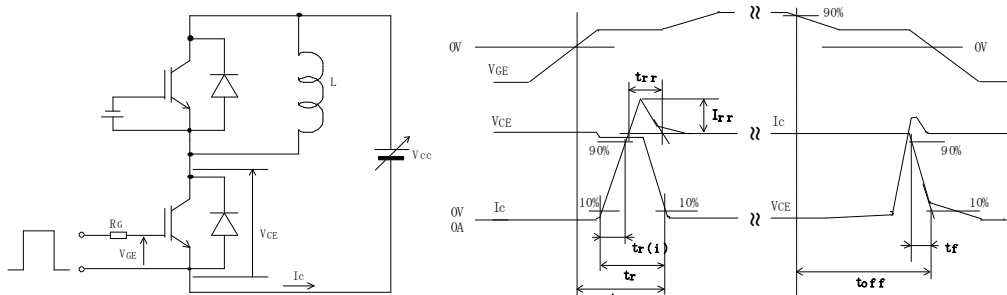 L
Vcc
RG
VGE
VCE
Ic
0V
VGE
trr
Irr
VCE
90%
10%
10%
Ic
0V
0A
tr(i)
tr
90%
0V
Ic
90%
VCE
10%
tf
toff